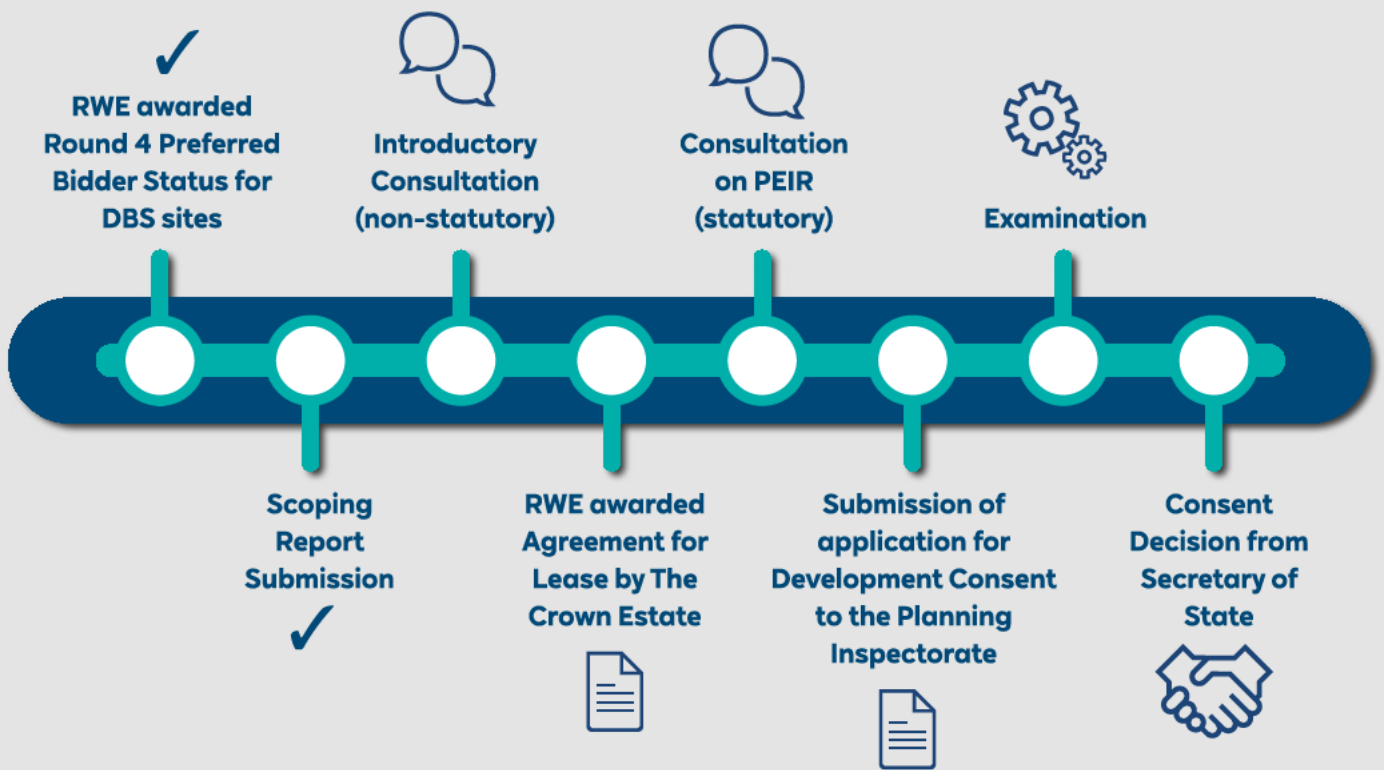 RWE awarded
Round 4 Preferred
Bidder Status for
DBS sites
Scoping
Report
Submission
Introductory
Consultation
(non-statutory)
RWE awarded
Agreement for
Lease by The
Crown Estate
Consultation
on PEIR
(statutory)
Submission of
application for
Development Consent
to the Planning
Inspectorate
Examination
Consent
Decision from
Secretary of
State